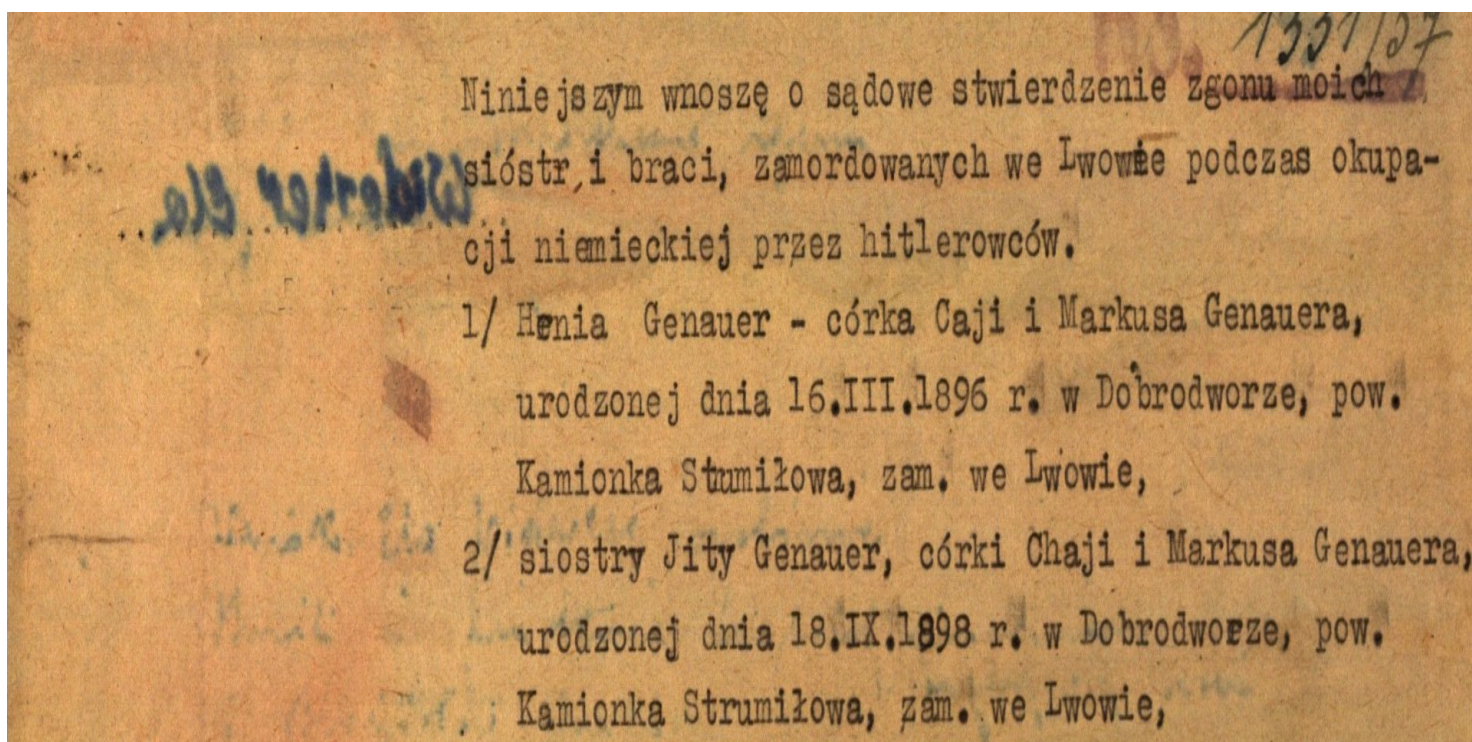 1331/57
Niniejszym wnoszę o sądowe stwierdzenie zgonu moich
sióstr, i braci, zamordowanych we Lwowie podczas okupa-
cji niemieckiej przez hitlerowców.
1/ Henia Genauer - córka Caji i Markusa Genauera,
urodzonej dnia 16.III.1896 r. w Dobrodworze, pow.
Kamionka Strumiłowa, zam. we Lwowie,
2/ siostry Jity Genauer, córki Chaji i Markusa Genauera,
urodzonej dnia 18.IX.1898 r. w Dobrodworze, pow.
Kamionka Strumiłowa, zam. we Lwowie,